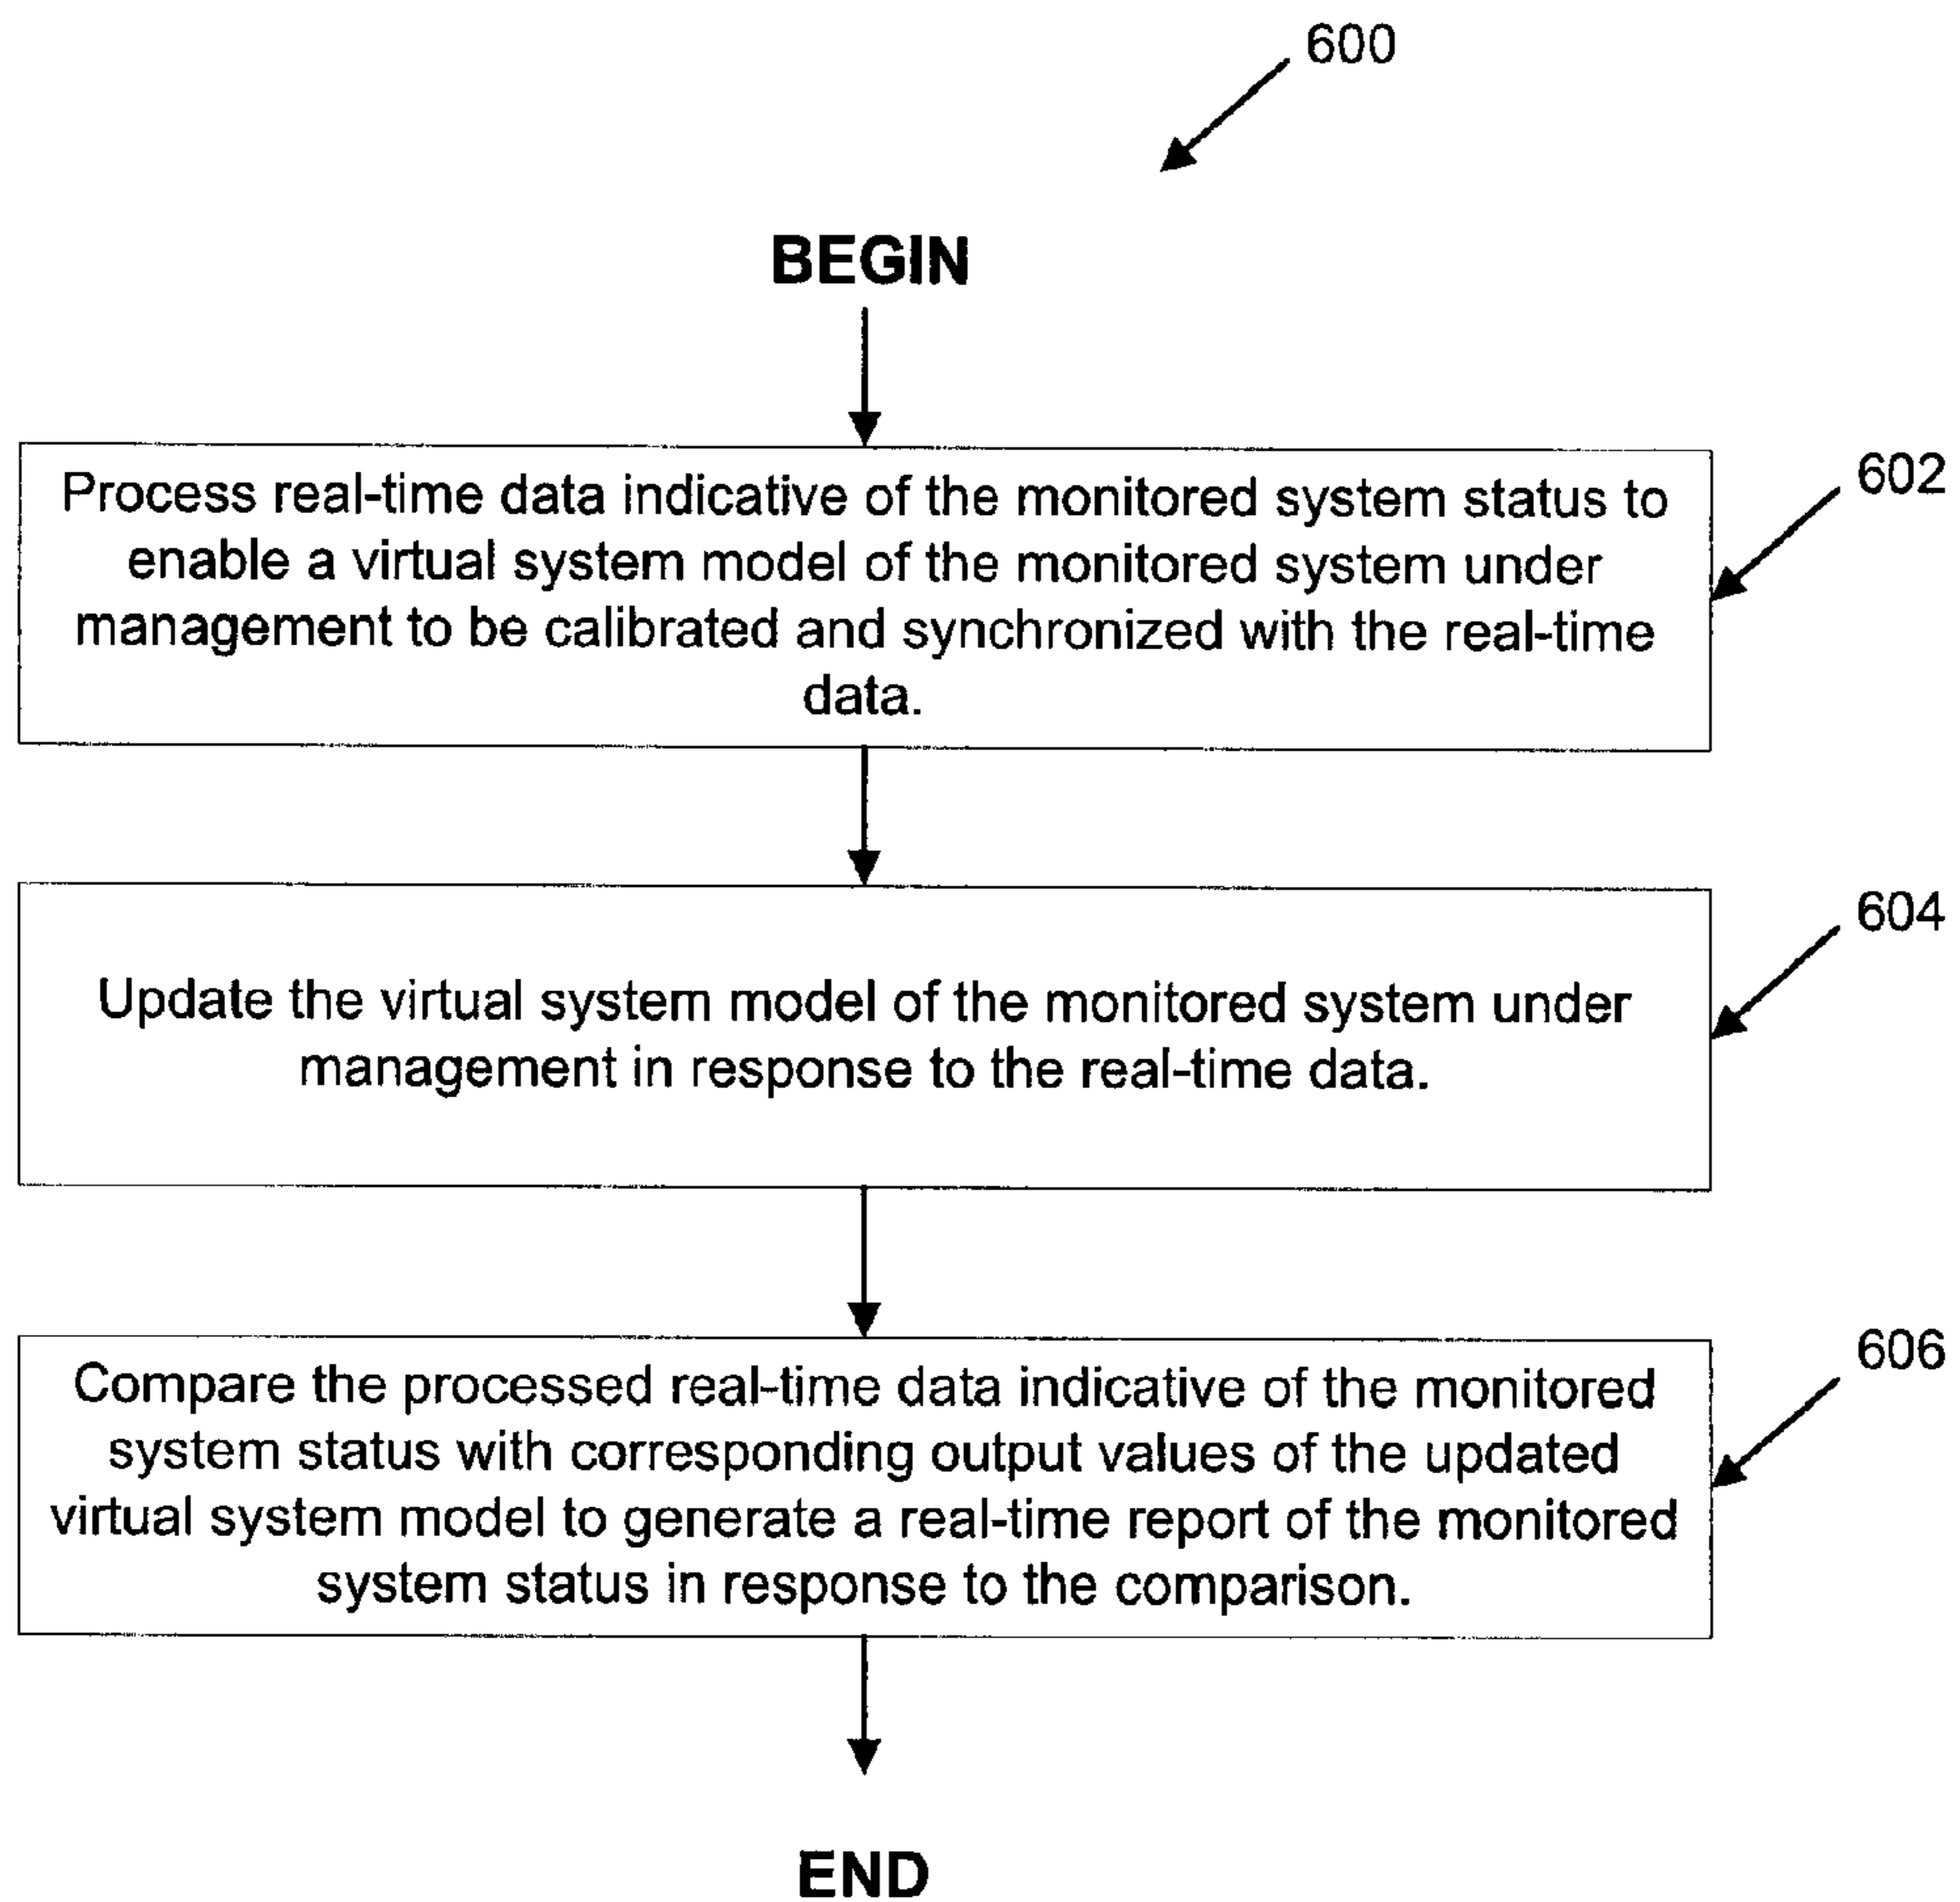 600
BEGIN
Process real-time data indicative of the monitored system status to
enable a virtual system model of the monitored system under
management to be calibrated and synchronized with the real-time
data.
602
Update the virtual system model of the monitored system under
management in response to the real-time data.
604
Compare the processed real-time data indicative of the monitored
system status with corresponding output values of the updated
virtual system model to generate a real-time report of the monitored
system status in response to the comparison.
606
END